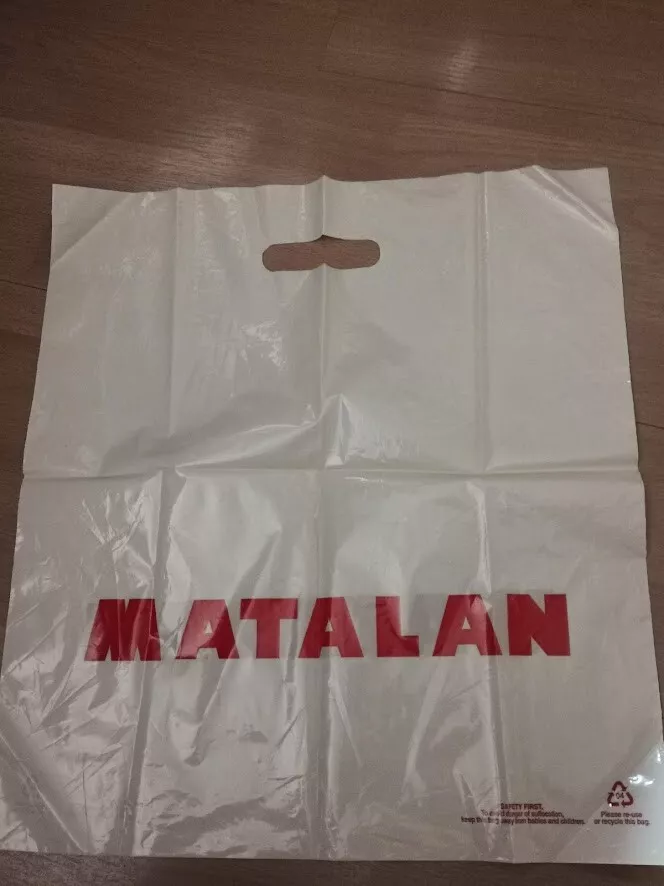 MATALAN
SAFETY FIRST.
To avoid danger of suffocation,
keep this bag away from babies and children.
04
Please re-use
or recycle this bag.